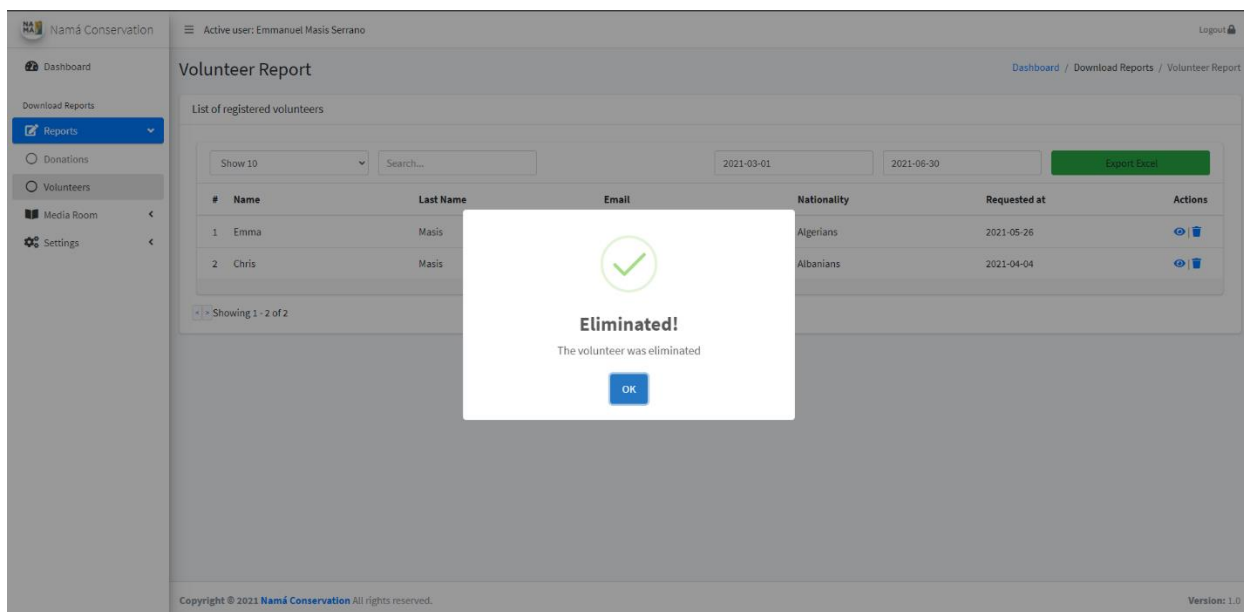 NA
MÁ
Namá Conservation
Active user: Emmanuel Masis Serrano
Logout
Dashboard
Volunteer Report
Dashboard / Download Reports / Volunteer Report
Download Reports
List of registered volunteers
Reports
Donations
Show 10
Search...
2021-03-01
2021-06-30
Export Excel
Volunteers
# Name Last Name Email Nationality Requested at Actions
Media Room
1 Emma Masis Algerians 2021-05-26
Settings
2 Chris Masis Albanians 2021-04-04
< > Showing 1 - 2 of 2
Eliminated!
The volunteer was eliminated
OK
Copyright © 2021 Namá Conservation All rights reserved.
Version: 1.0